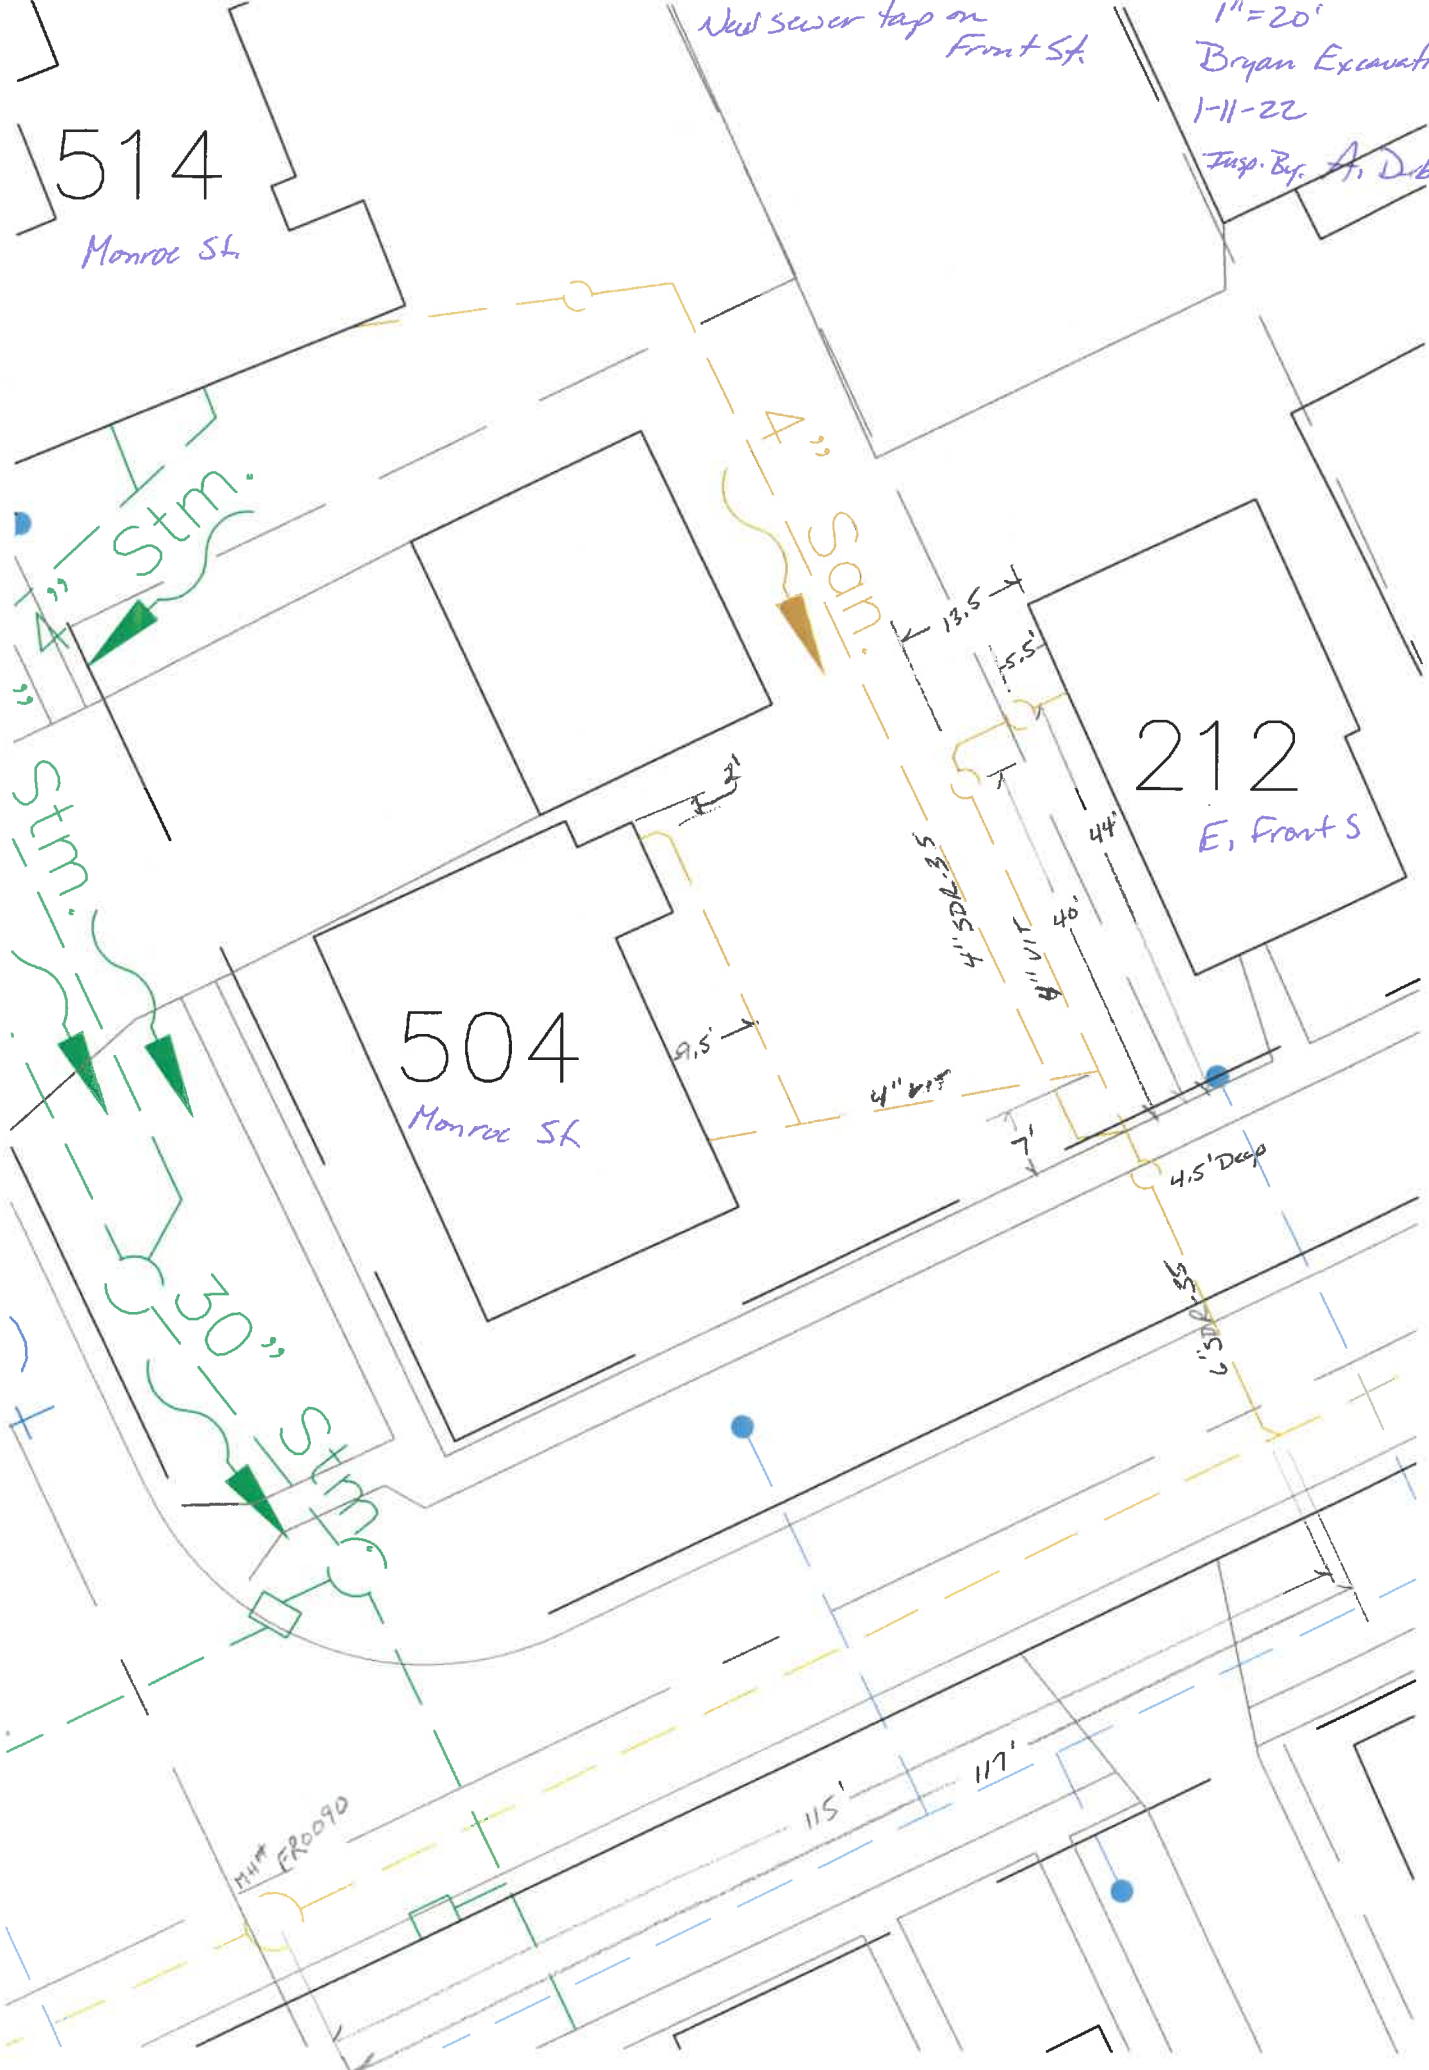 New sewer tap on
Front St.
1"=20'
Bryan
1-11-22
Insp. By. A.
514
Monroe St.
4" Stm.
4" San.
13.5
5.5'
212
E. Front S
2'
44'
40'
4" SDR-35
4" VIT
Stm.
504
Monroe St.
9.5'
4" VIT
7'
4.5' Deep
6" SDR-35
30" Stm.
115'
117'
MH# FR0090